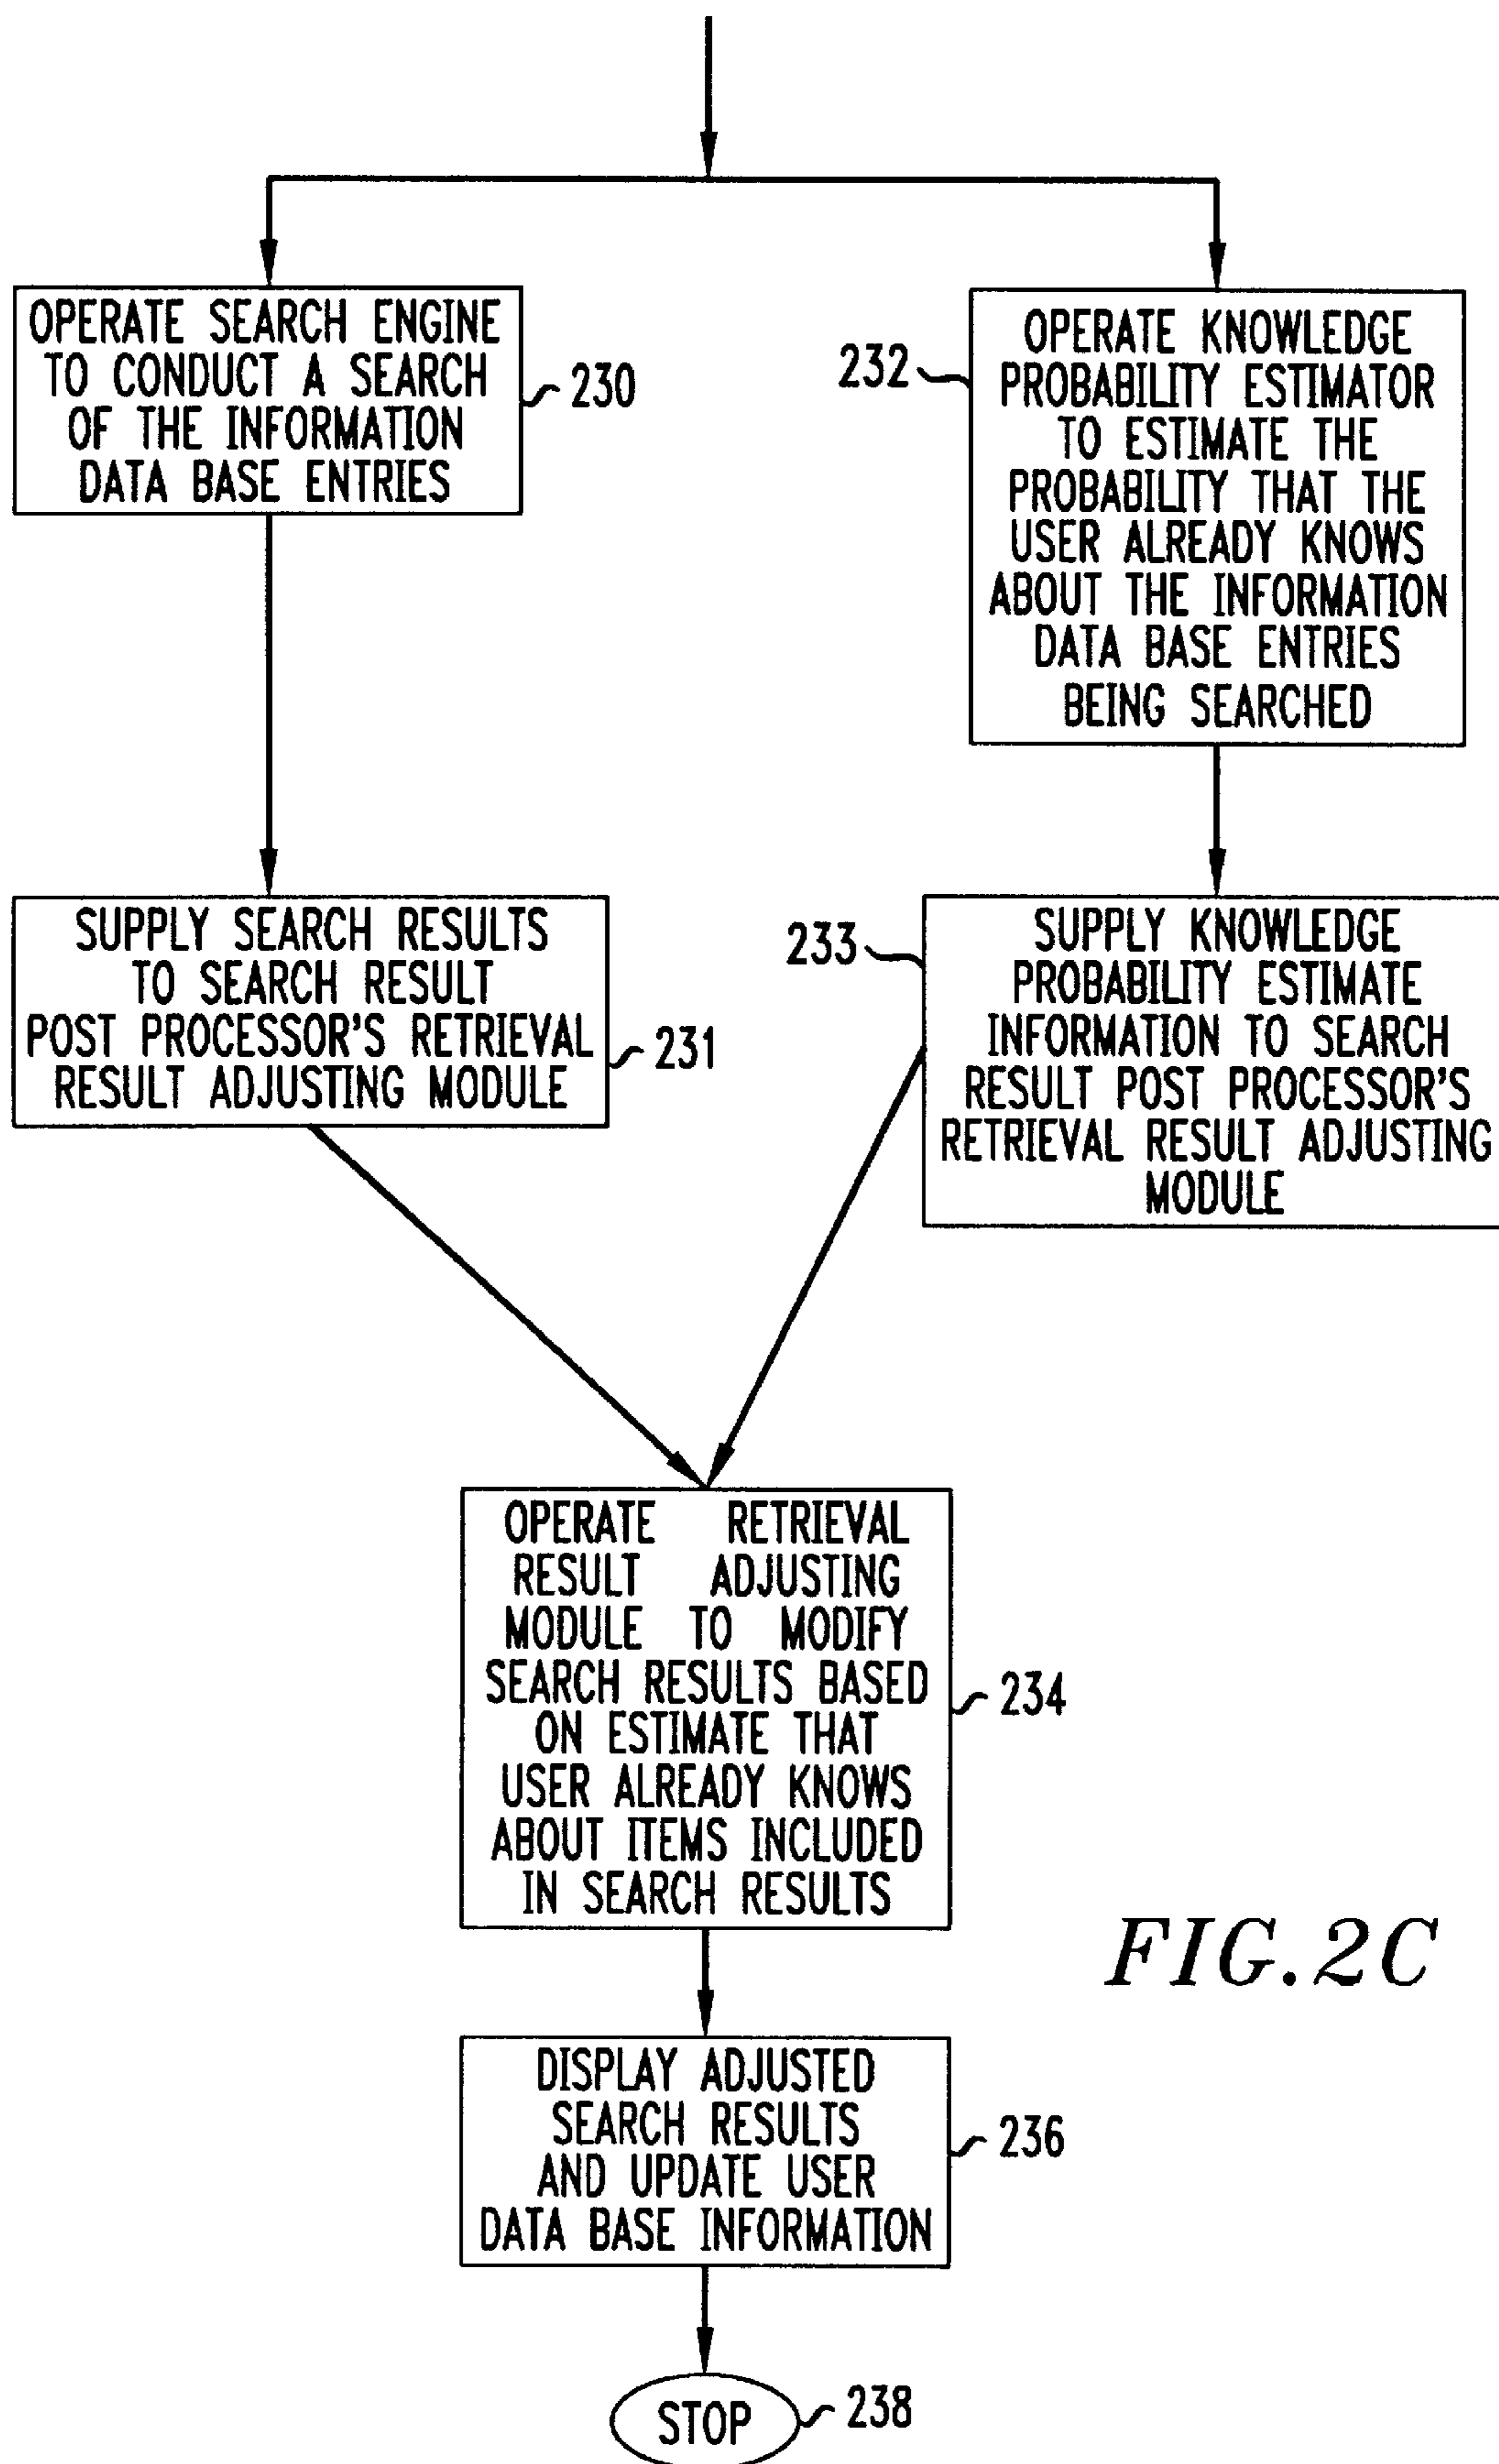 OPERATE SEARCH ENGINE
TO CONDUCT A SEARCH
OF THE INFORMATION
DATA BASE ENTRIES
230
232
OPERATE KNOWLEDGE
PROBABILITY ESTIMATOR
TO ESTIMATE THE
PROBABILITY THAT THE
USER ALREADY KNOWS
ABOUT THE INFORMATION
DATA BASE ENTRIES
BEING SEARCHED
SUPPLY SEARCH RESULTS
TO SEARCH RESULT
POST PROCESSOR'S RETRIEVAL
RESULT ADJUSTING MODULE
231
233
SUPPLY KNOWLEDGE
PROBABILITY ESTIMATE
INFORMATION TO SEARCH
RESULT POST PROCESSOR'S
RETRIEVAL RESULT ADJUSTING
MODULE
OPERATE RETRIEVAL
RESULT ADJUSTING
MODULE TO MODIFY
SEARCH RESULTS BASED
ON ESTIMATE THAT
USER ALREADY KNOWS
ABOUT ITEMS INCLUDED
IN SEARCH RESULTS
234
FIG.2C
DISPLAY ADJUSTED
SEARCH RESULTS
AND UPDATE USER
DATA BASE INFORMATION
236
STOP
238